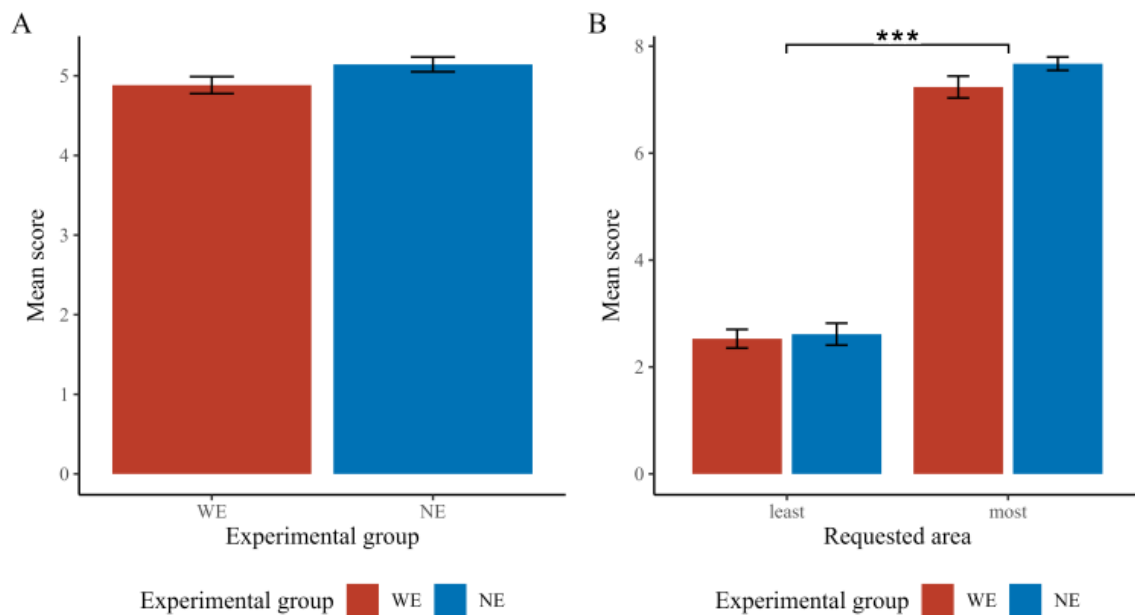 A
Mean score
5
4
3
2
1
0
WE NE
Experimental group
Experimental group WE NE
B
***
Mean score
8
6
4
2
0
least most
Requested area
Experimental group WE NE